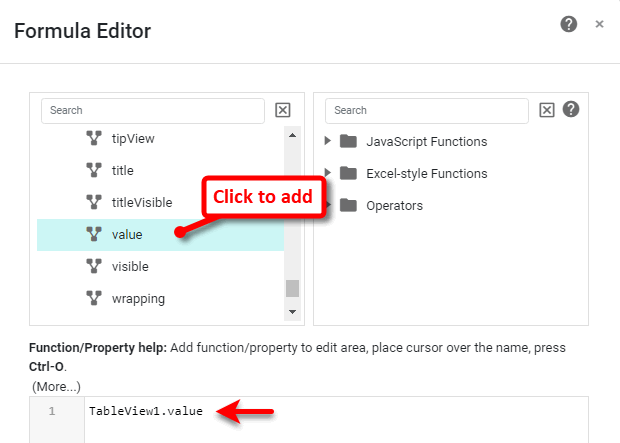 Formula Editor
Search
tipView
title
titleVisible
value
visible
wrapping
Click to add
Search
JavaScript Functions
Excel-style Functions
Operators
Function/Property help: Add function/property to edit area, place cursor over the name, press
Ctrl-O.
(More...)
1 TableView1.value